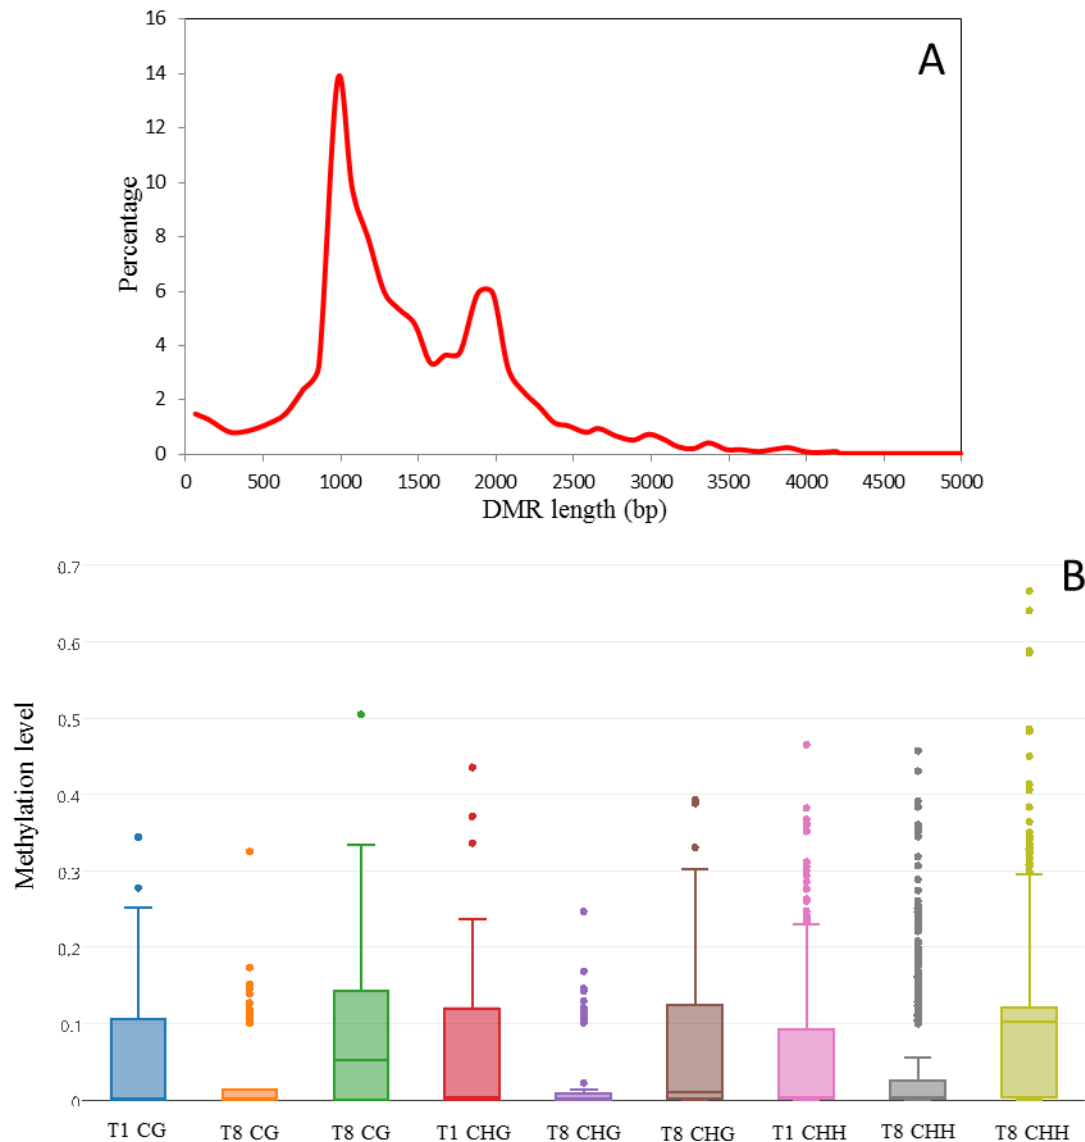 A
16
14
12
10
8
6
4
2
0
Percentage
0 500 1000 1500 2000 2500 3000 3500 4000 4500 5000
DMR length (bp)
B
0.7
0.6
0.5
0.4
0.3
0.2
0.1
0
Methylation level
T1 CG T8 CG T8 CG T1 CHG T8 CHG T8 CHG T1 CHH T8 CHH T8 CHH